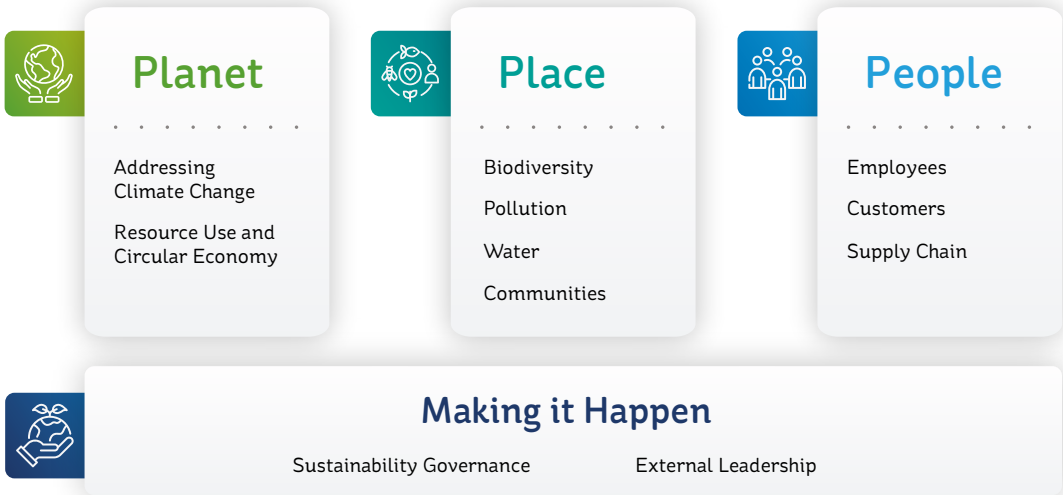 Planet
Addressing
Climate Change
Resource Use and
Circular Economy
Place
Biodiversity
Pollution
Water
Communities
People
Employees
Customers
Supply Chain
Making it Happen
Sustainability Governance
External Leadership